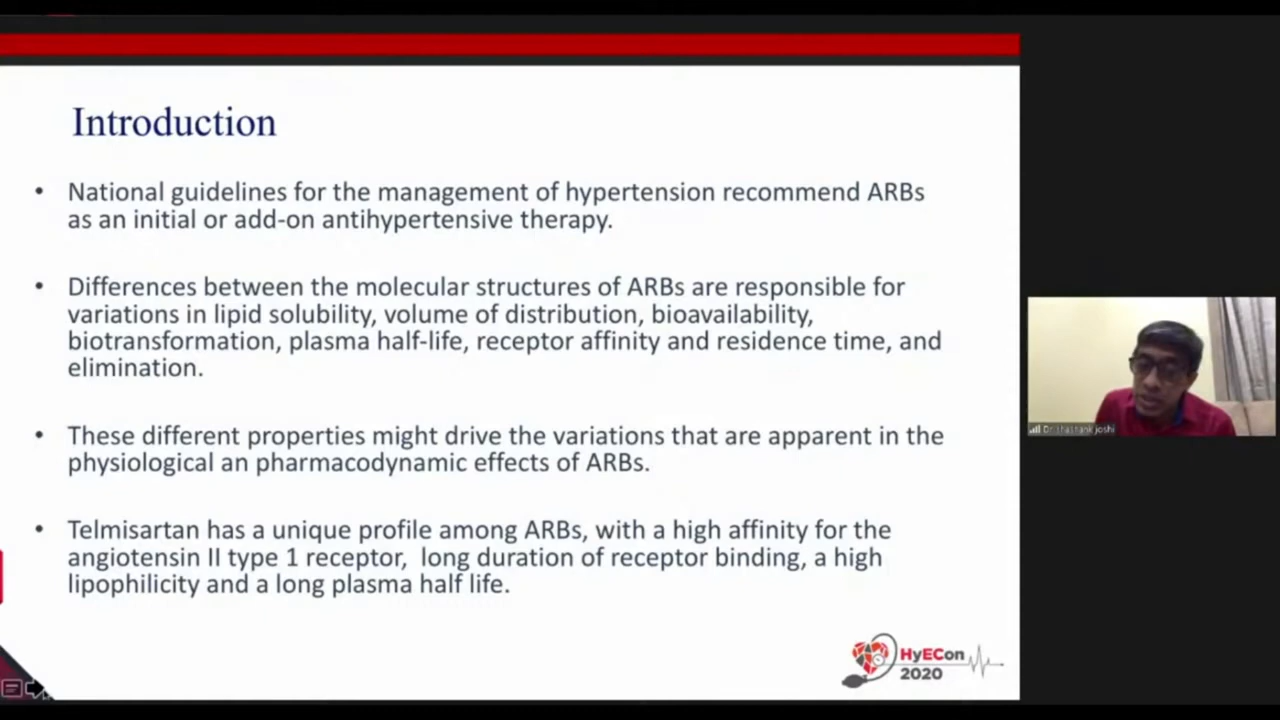 Introduction
• National guidelines for the management of hypertension recommend ARBs
as an initial or add-on antihypertensive therapy.
• Differences between the molecular structures of ARBs are responsible for
variations in lipid solubility, volume of distribution, bioavailability,
biotransformation, plasma half-life, receptor affinity and residence time, and
elimination.
• These different properties might drive the variations that are apparent in the
physiological an pharmacodynamic effects of ARBs.
• Telmisartan has a unique profile among ARBs, with a high affinity for the
angiotensin II type 1 receptor,  long duration of receptor binding, a high
lipophilicity and a long plasma half life.
HyECon
2020
Dr shashank joshi